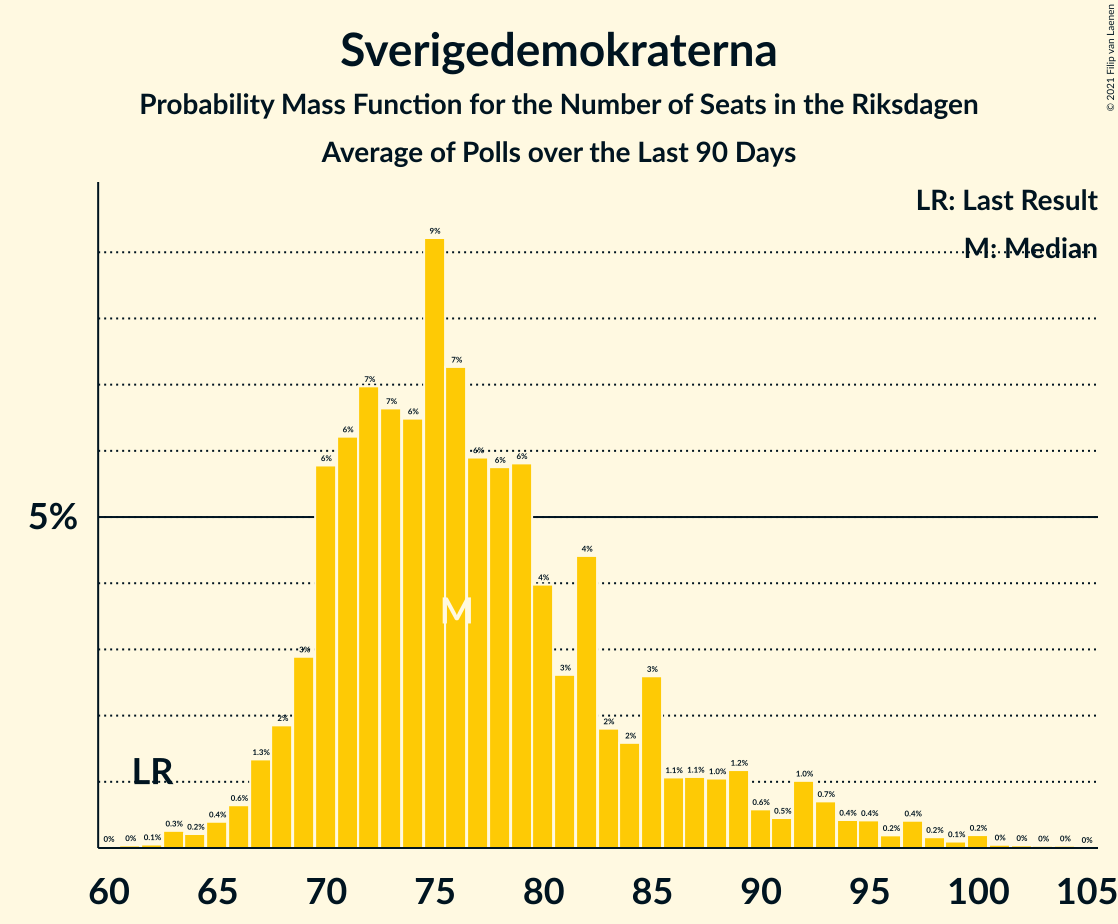 Sverigedemokraterna
Probability Mass Function for the Number of Seats in the Riksdagen
Average of Polls over the Last 90 Days
© 2021 Filip van Laenen
LR: Last Result
M: Median
5%
LR
M
0% 0% 0.1% 0.3% 0.2% 0.4% 0.6% 1.3% 2% 3% 6% 6% 7% 7% 6% 9% 7% 6% 6% 6% 4% 3% 4% 2% 2% 3% 1.1% 1.1% 1.0% 1.2% 0.6% 0.5% 1.0% 0.7% 0.4% 0.4% 0.2% 0.4% 0.2% 0.1% 0.2% 0% 0% 0% 0% 0%
60 65 70 75 80 85 90 95 100 105